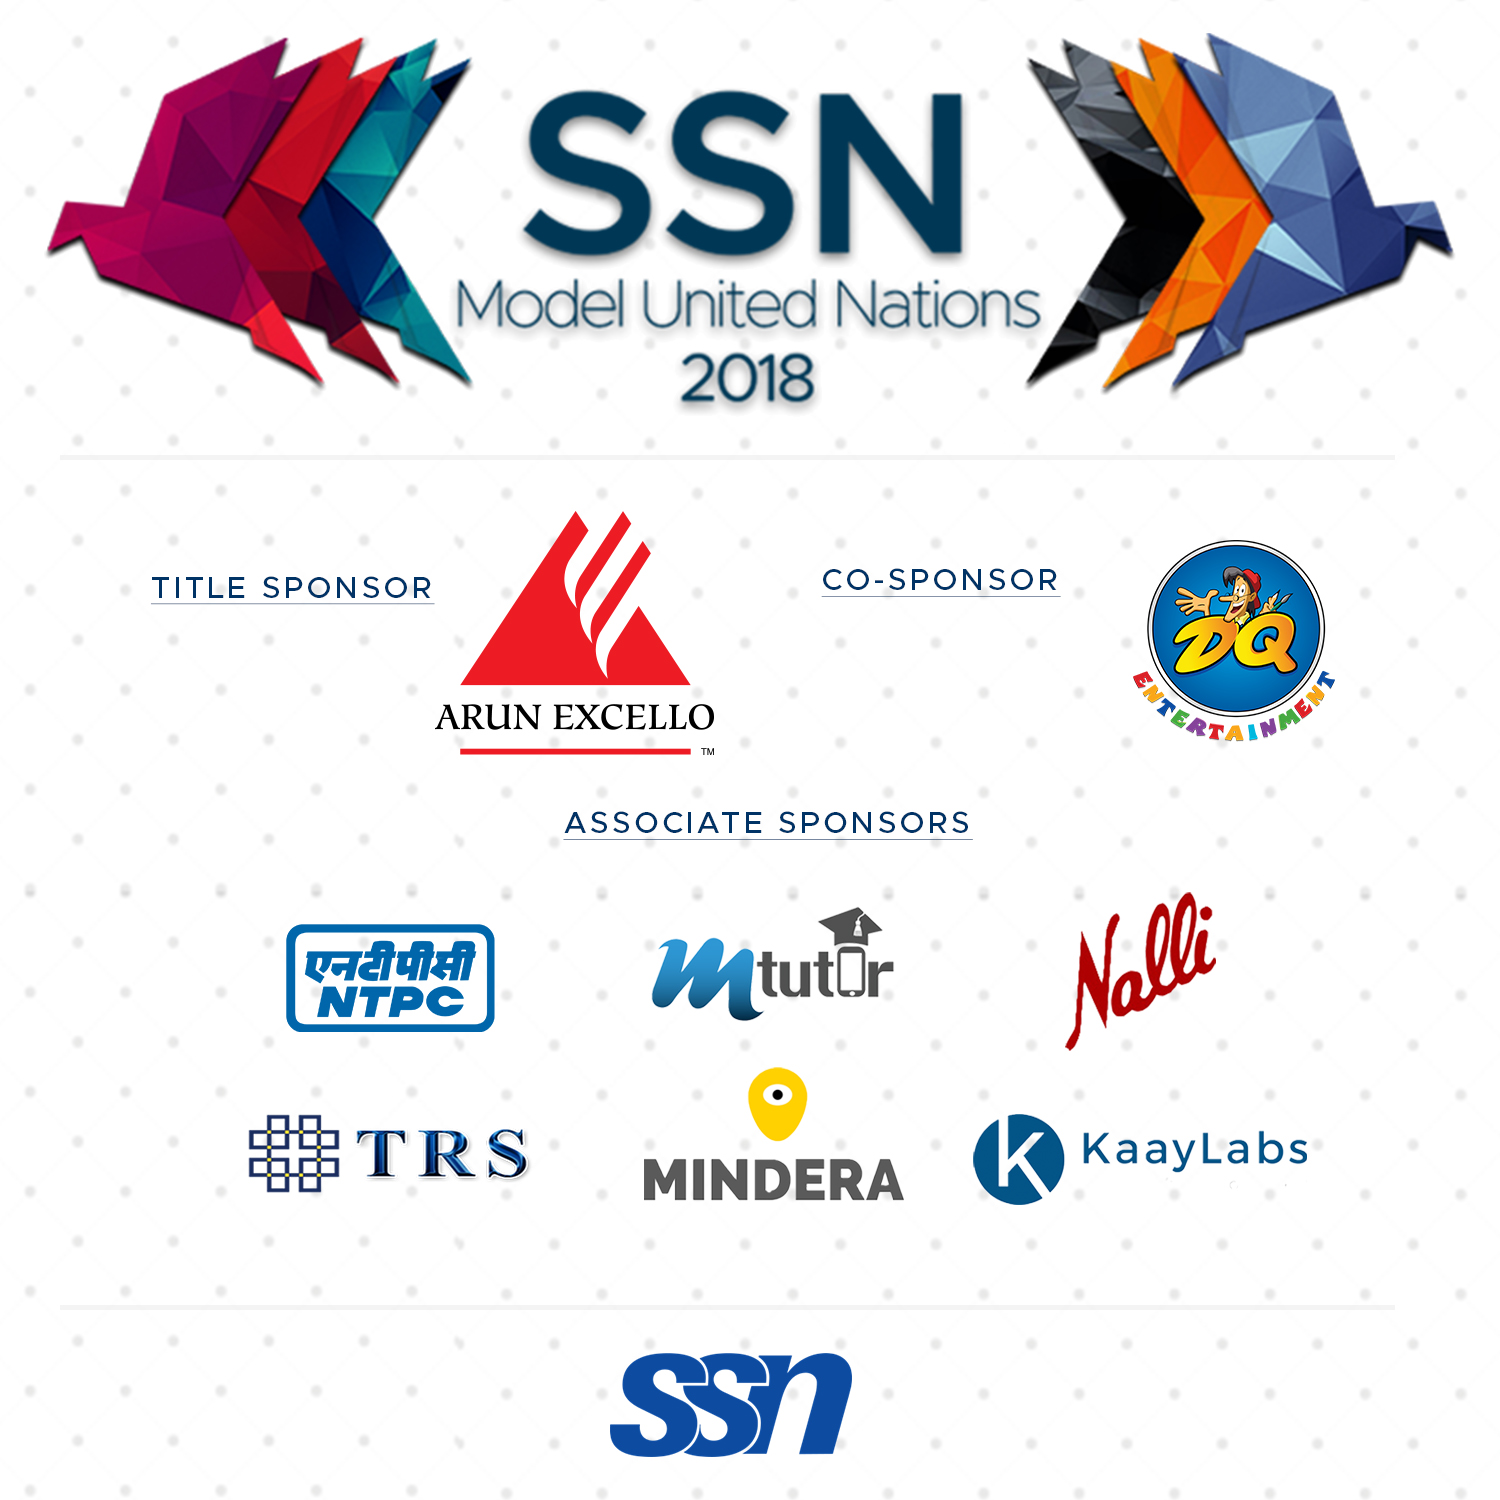 SSN
Model United Nations
2018
TITLE SPONSOR
ARUN EXCELLO
TM
CO-SPONSOR
DQ
ENTERTAINMENT
ASSOCIATE SPONSORS
एनटीपीसी
NTPC
mtutor
Nalli
TRS
MINDERA
K KaayLabs
ssn